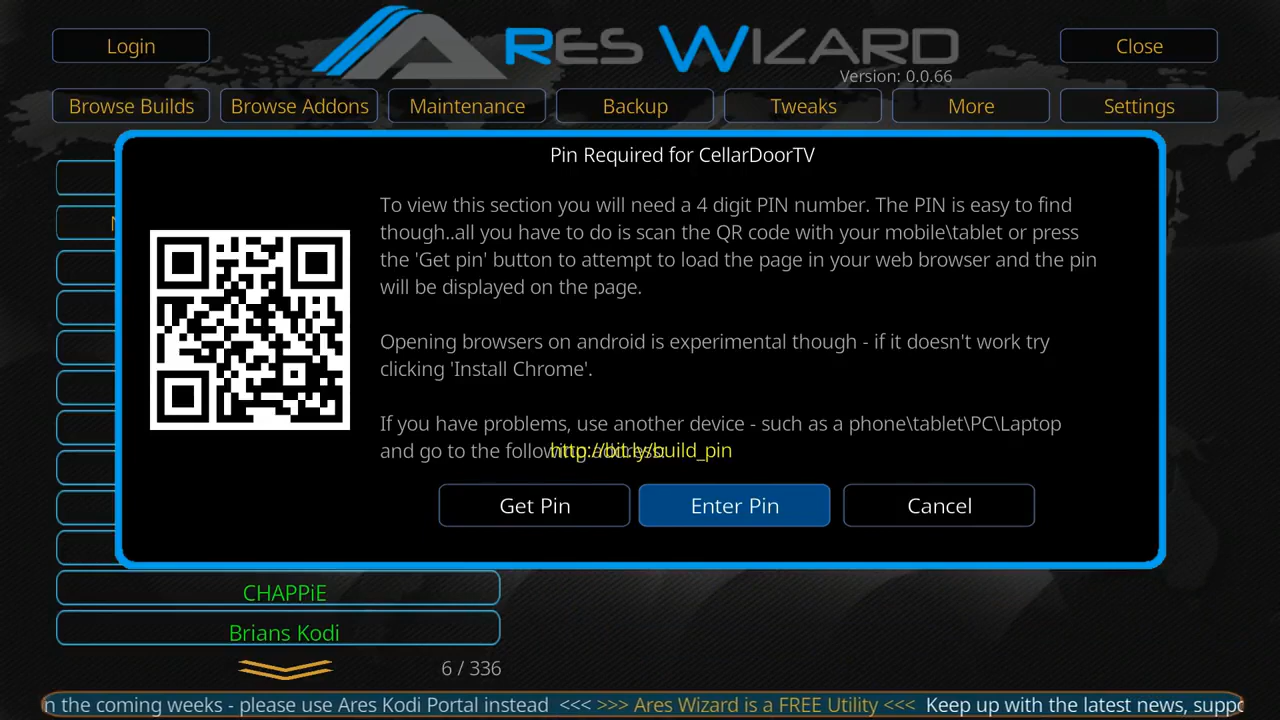 Login
ARES WIZARD
Close
Version: 0.0.66
Browse Builds
Browse Addons
Maintenance
Backup
Tweaks
More
Settings
Pin Required for CellarDoorTV
To view this section you will need a 4 digit PIN number. The PIN is easy to find
though..all you have to do is scan the QR code with your mobile\tablet or press
the 'Get pin' button to attempt to load the page in your web browser and the pin
will be displayed on the page.
Opening browsers on android is experimental though - if it doesn't work try
clicking 'Install Chrome'.
If you have problems, use another device - such as a phone\tablet\PC\Laptop
and go to the following address:
http://bit.ly/build_pin
Get Pin
Enter Pin
Cancel
CHAPPiE
Brians Kodi
6 / 336
n the coming weeks - please use Ares Kodi Portal instead <<< >>> Ares Wizard is a FREE Utility <<< Keep up with the latest news, suppo